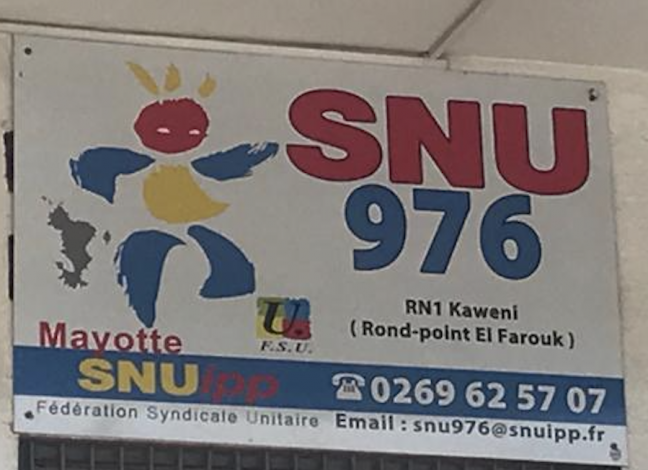 SNU
976
RN1 Kaweni
( Rond-point El Farouk )
U.
F.S.U.
Mayotte
SNUipp
☎ 0269 62 57 07
Fédération Syndicale Unitaire
Email : snu976@snuipp.fr